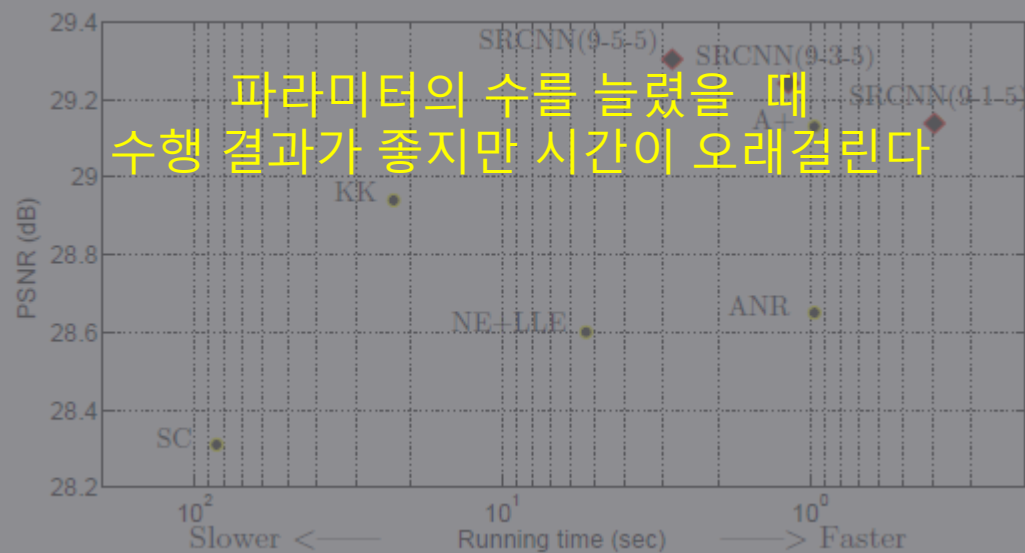 29.4
SRCNN(9-5-5)
SRCNN(9-3-5)
파라미터의 수를 늘렸을 때
29.2
SRCNN(9-1-5)
A+
수행 결과가 좋지만 시간이 오래걸린다
29
KK
PSNR (dB)
28.8
ANR
NE+LLE
28.6
28.4
SC
28.2
10² 10¹ 10⁰
Slower <—— Running time (sec) ——> Faster